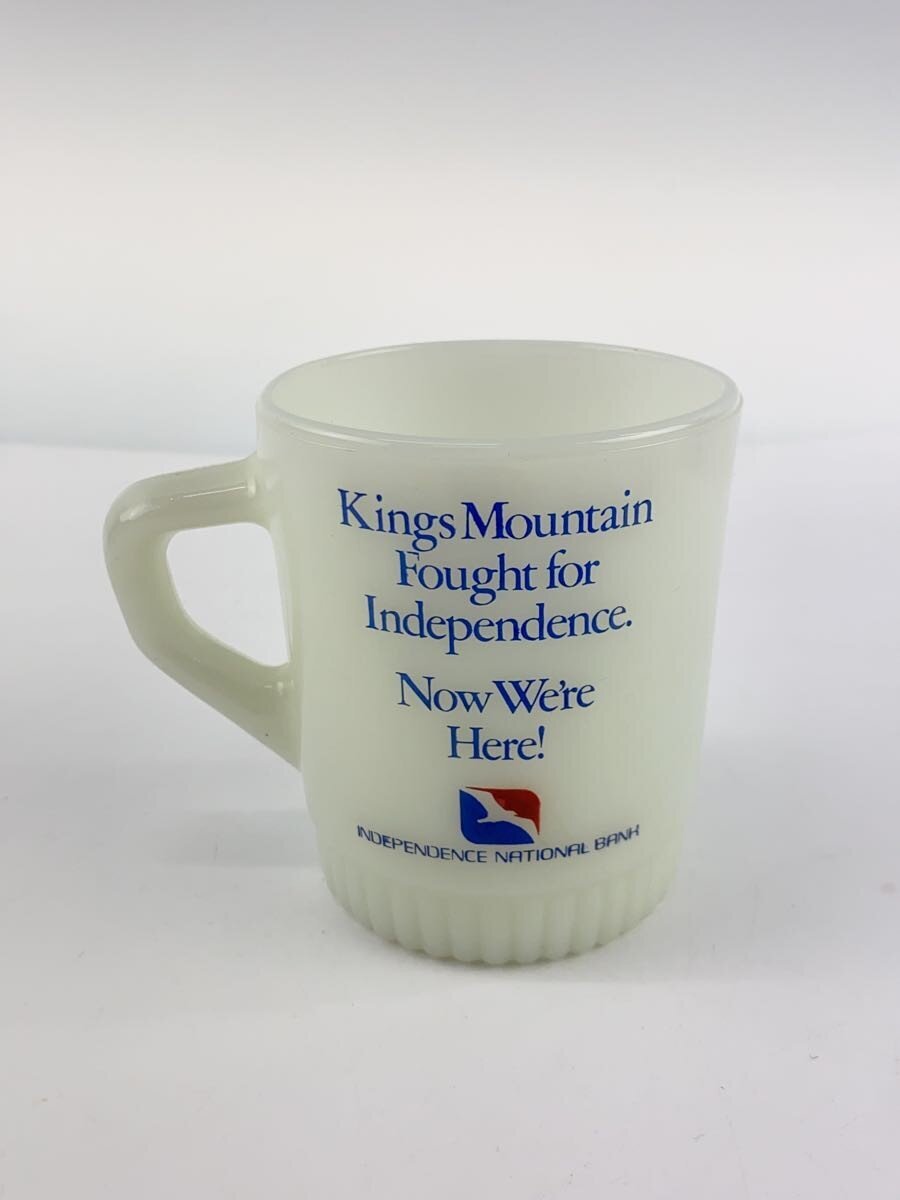 Kings Mountain
Fought for
Independence.
Now We're
Here!
INDEPENDENCE NATIONAL BANK